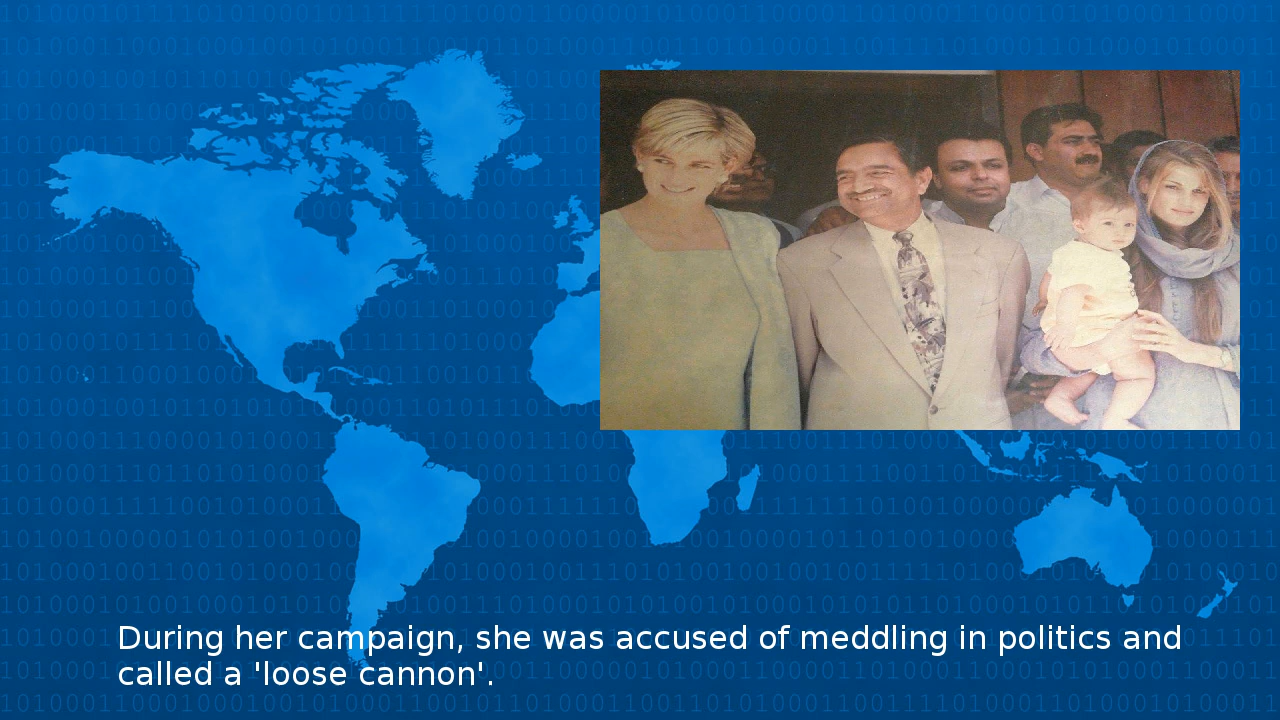 During her campaign, she was accused of meddling in politics and
called a 'loose cannon'.